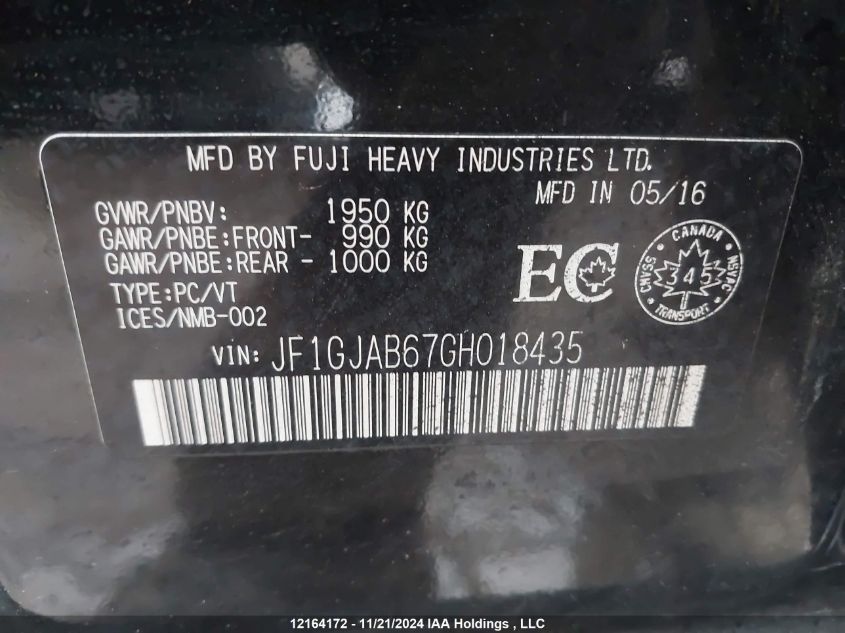 MFD BY FUJI HEAVY INDUSTRIES LTD.
MFD IN 05/16
GVWR/PNBV: 1950 KG
GAWR/PNBE:FRONT- 990 KG
GAWR/PNBE:REAR - 1000 KG
TYPE:PC/VT
ICES/NMB-002
EC
CANADA
CMVSS
345
NSVAC
TRANSPORT
VIN: JF1GJAB67GH018435
12164172 - 11/21/2024 IAA Holdings , LLC